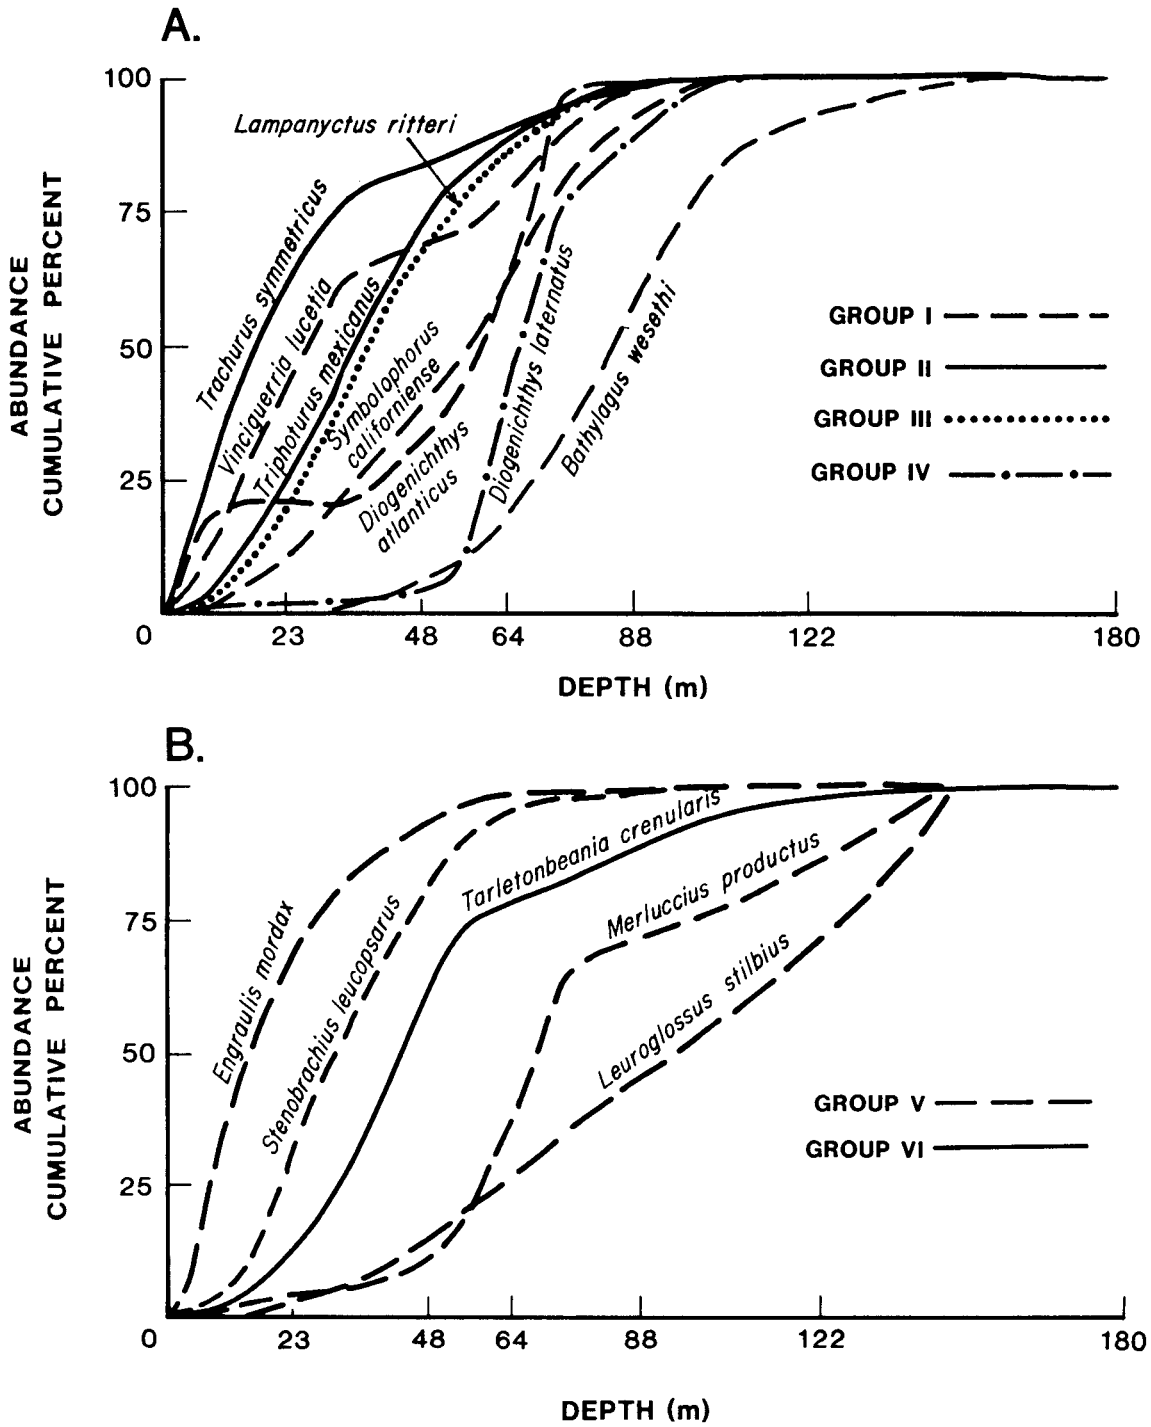 A.
100
75
50
25
0
ABUNDANCE
CUMULATIVE PERCENT
Lampanyctus ritteri
Trachurus symmetricus
Vinciguerria lucetia
Triphoturus mexicanus
Symbolophorus
californiense
Diogenichthys
atlanticus
Diogenichthys laternatus
Bathylagus wesethi
GROUP I
GROUP II
GROUP III
GROUP IV
23 48 64 88 122 180
DEPTH (m)
B.
100
75
50
25
0
ABUNDANCE
CUMULATIVE PERCENT
Engraulis mordax
Stenobrachius leucopsarus
Tarletonbeania crenularis
Merluccius productus
Leuroglossus stilbius
GROUP V
GROUP VI
23 48 64 88 122 180
DEPTH (m)